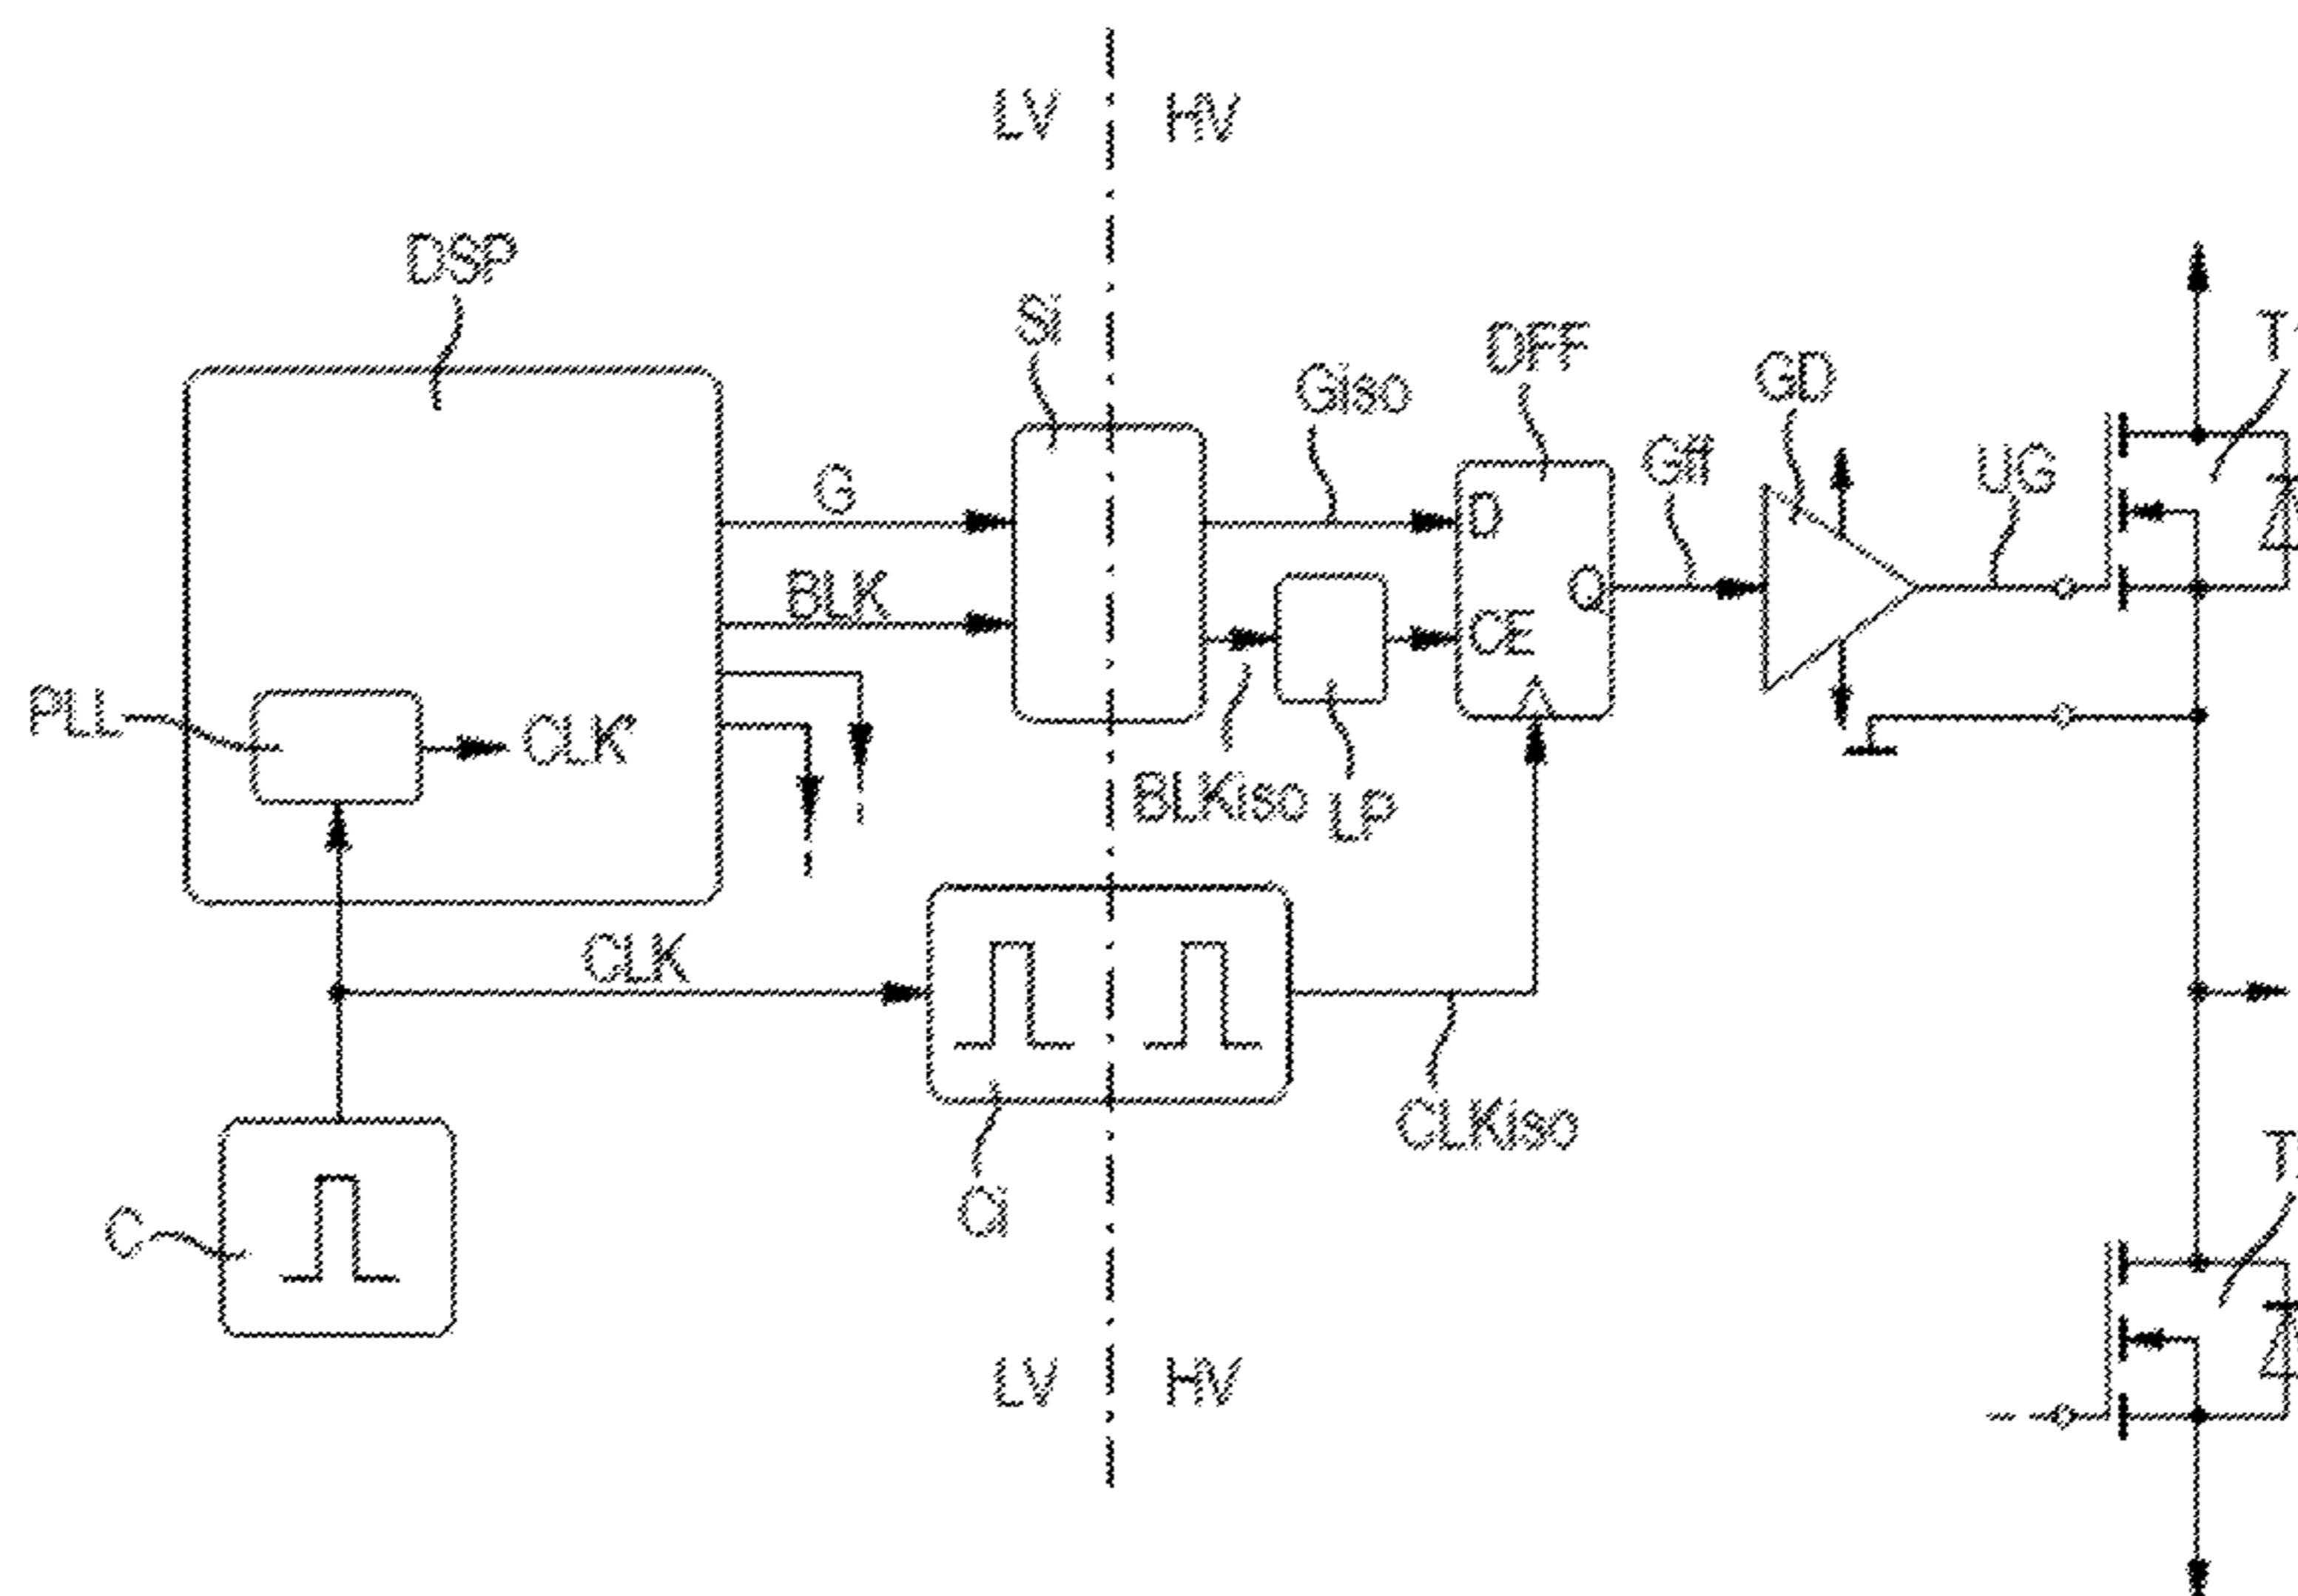 LV HV
DSP
Si
Giso
DFF
GD
Gff
UG
G
D
BLK
Q
CE
PLL
CLK'
BLKiso
LP
CLK
CLKiso
Ci
C
LV HV